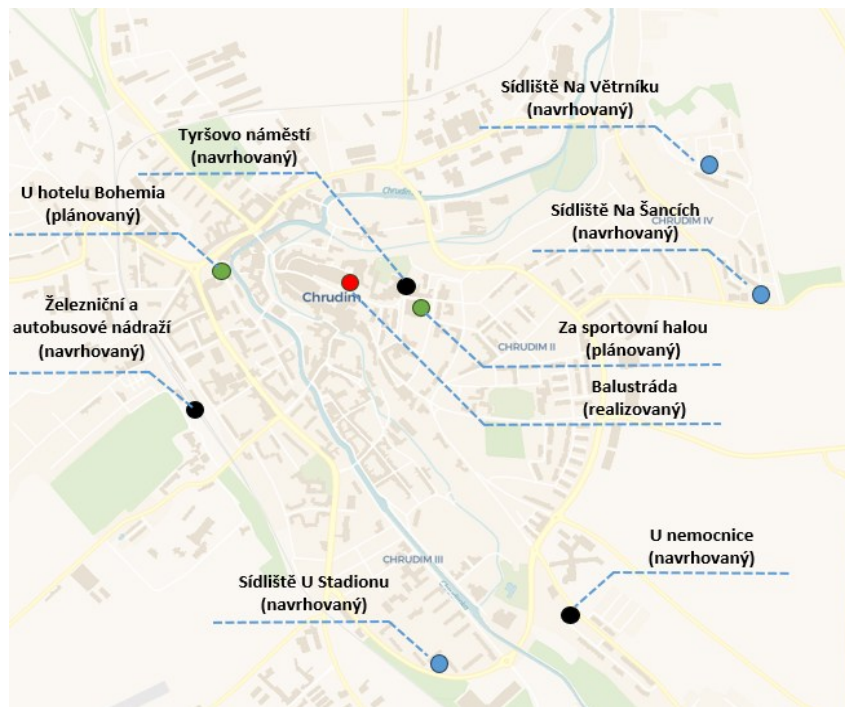 Sídliště Na Větrníku
(navrhovaný)
Tyršovo náměstí
(navrhovaný)
U hotelu Bohemia
(plánovaný)
Sídliště Na Šancích
(navrhovaný)
CHRUDIM IV
Železniční a
autobusové nádraží
(navrhovaný)
Chrudim
Za sportovní halou
(plánovaný)
CHRUDIM II
Balustráda
(realizovaný)
U nemocnice
(navrhovaný)
CHRUDIM III
Sídliště U Stadionu
(navrhovaný)